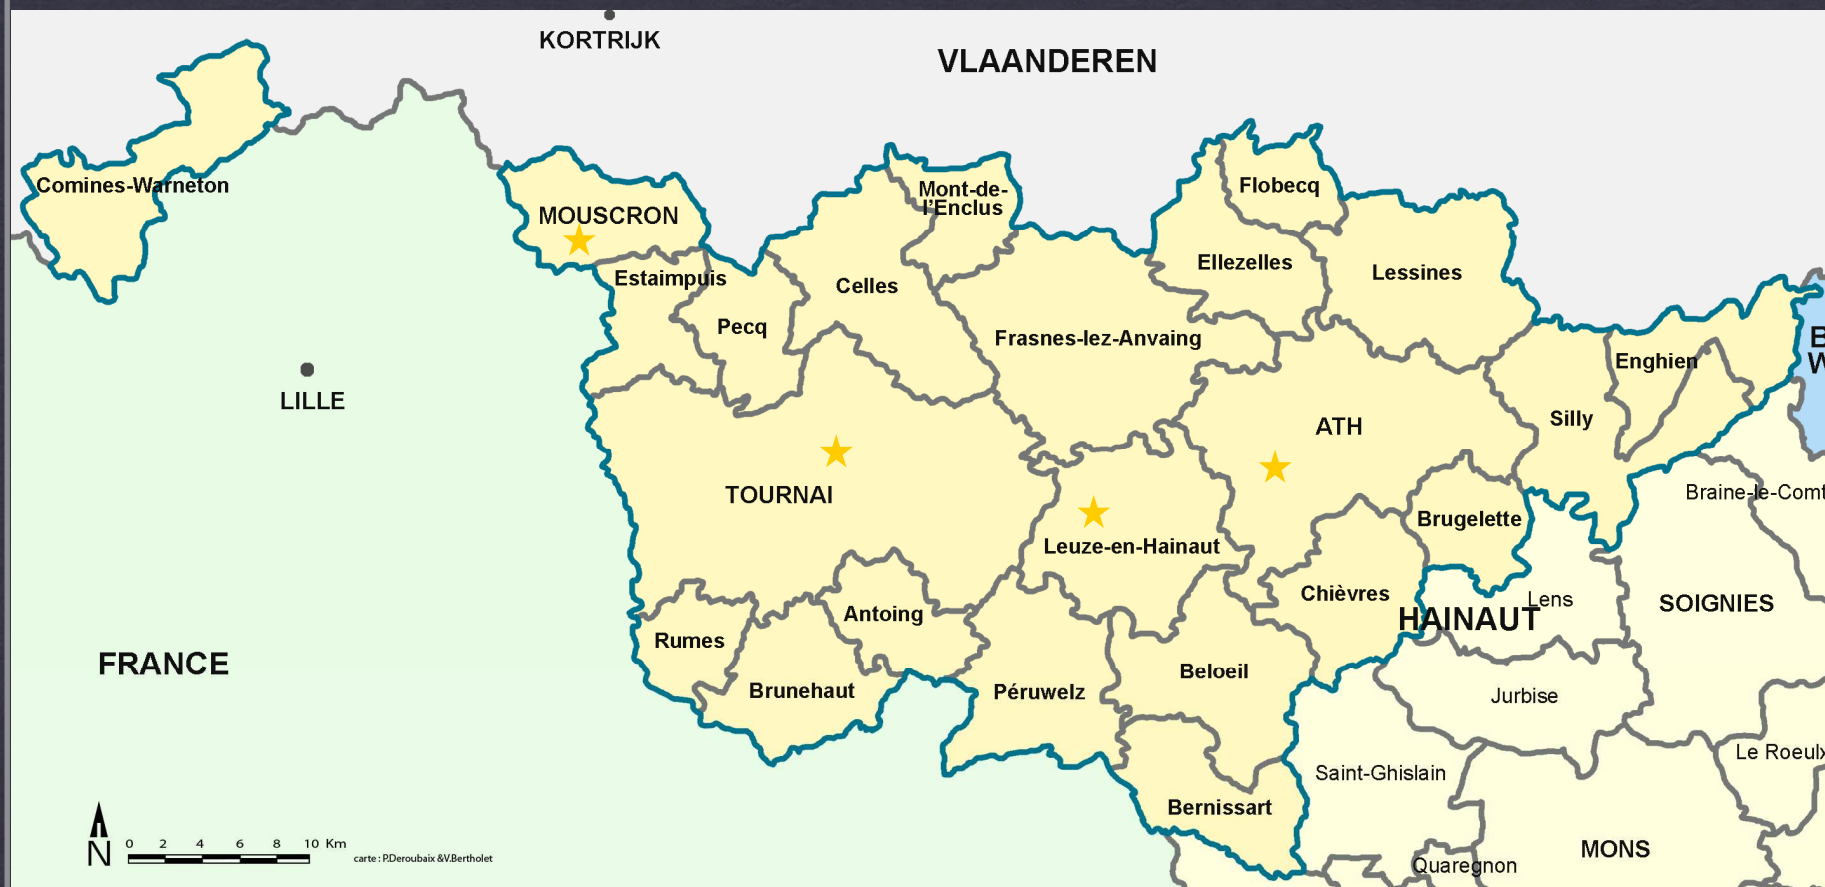 KORTRIJK
VLAANDEREN
Comines-Warneton
MOUSCRON
Mont-de-
l'Enclus
Flobecq
Estaimpuis
Celles
Ellezelles
Lessines
Pecq
Frasnes-lez-Anvaing
Enghien
LILLE
ATH
Silly
TOURNAI
Braine-le-Comt
Brugelette
Leuze-en-Hainaut
Chièvres
Lens
HAINAUT
SOIGNIES
Antoing
Rumes
FRANCE
Beloeil
Brunehaut
Péruwelz
Jurbise
Le Roeulx
Saint-Ghislain
Bernissart
MONS
Quaregnon
N
0 2 4 6 8 10 Km
carte : P.Deroubaix &V.Bertholet